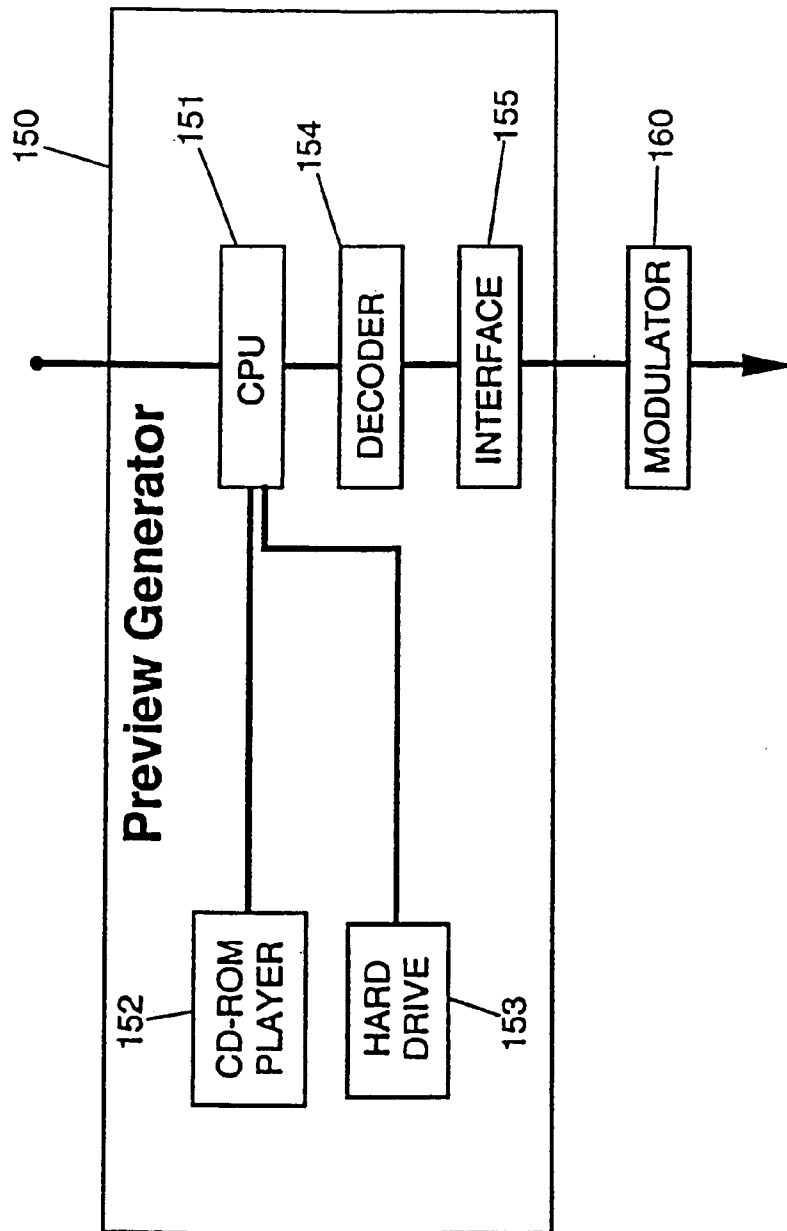 Preview Generator
150
CD-ROM
PLAYER
152
HARD
DRIVE
153
CPU
151
DECODER
154
INTERFACE
155
MODULATOR
160